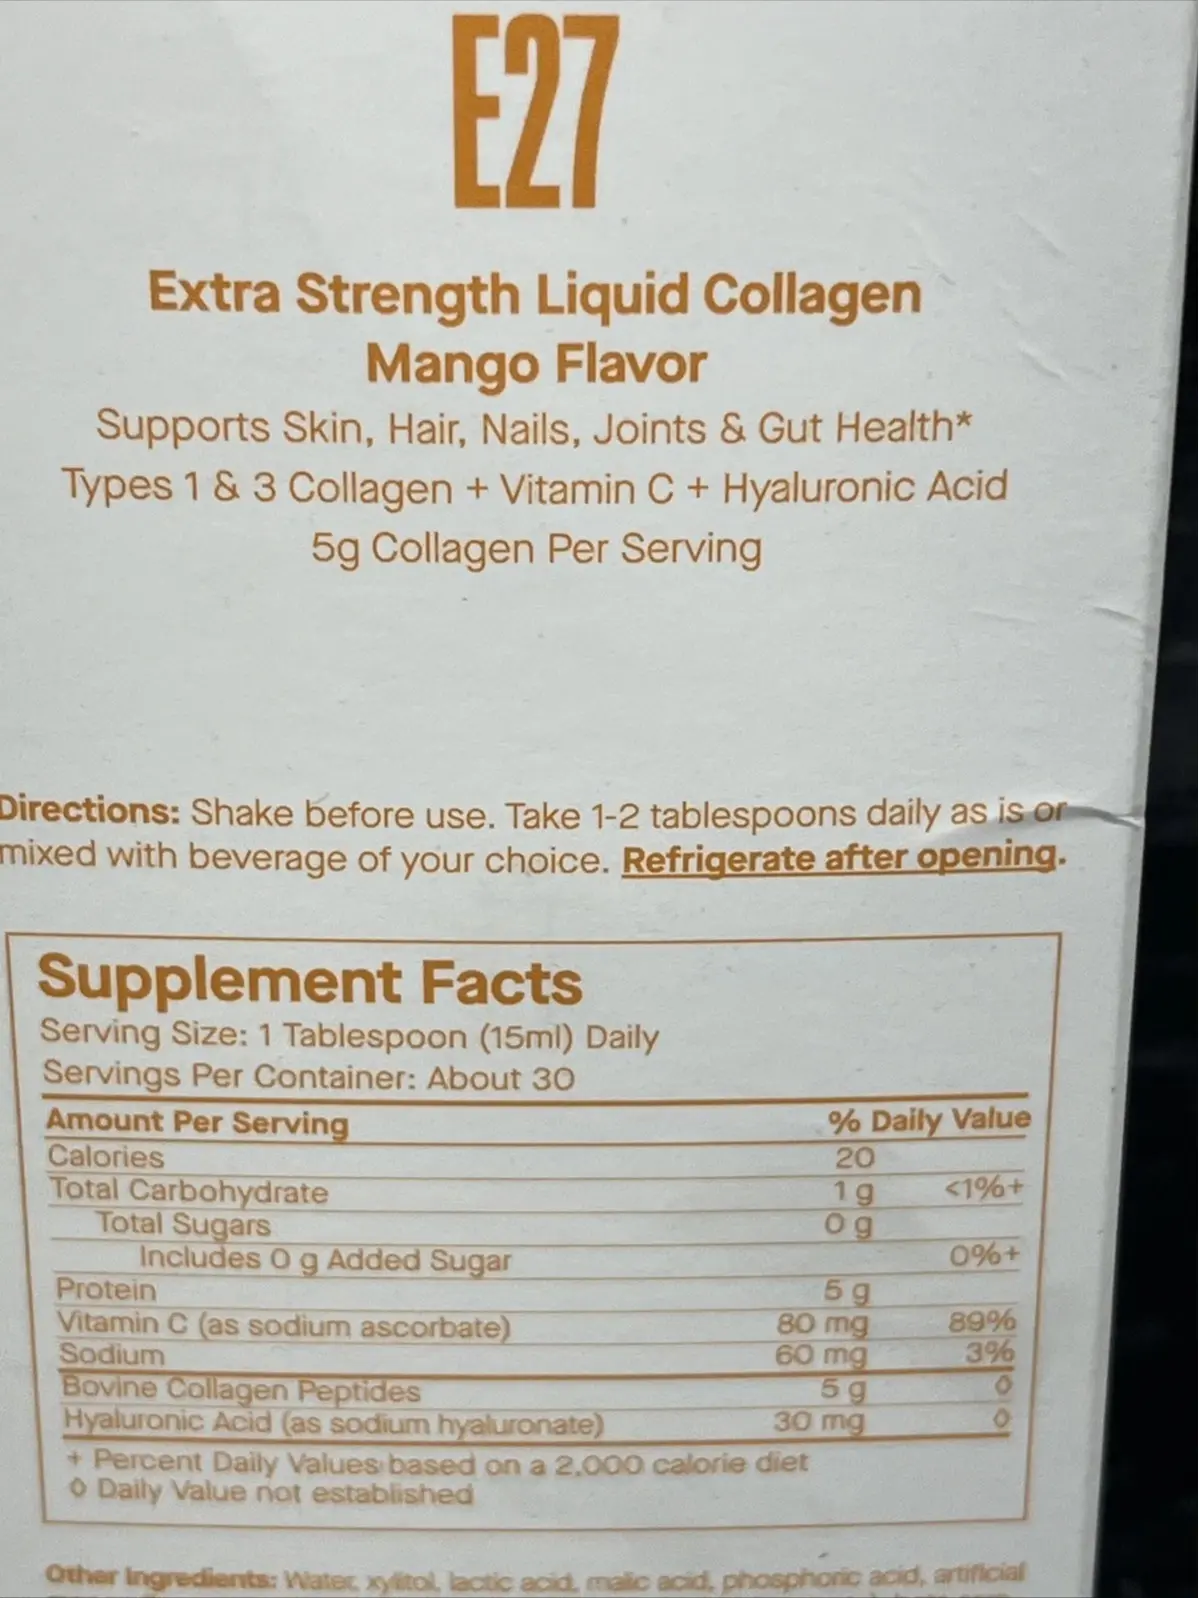 E27
Extra Strength Liquid Collagen
Mango Flavor
Supports Skin, Hair, Nails, Joints & Gut Health*
Types 1 & 3 Collagen + Vitamin C + Hyaluronic Acid
5g Collagen Per Serving
Directions: Shake before use. Take 1-2 tablespoons daily as is or
mixed with beverage of your choice. Refrigerate after opening.
Supplement Facts
Serving Size: 1 Tablespoon (15ml) Daily
Servings Per Container: About 30
Amount Per Serving % Daily Value
Calories 20
Total Carbohydrate 1 g <1%+
Total Sugars 0 g
Includes 0 g Added Sugar 0%+
Protein 5 g
Vitamin C (as sodium ascorbate) 80 mg 89%
Sodium 60 mg 3%
Bovine Collagen Peptides 5 g ◊
Hyaluronic Acid (as sodium hyaluronate) 30 mg ◊
+ Percent Daily Values based on a 2,000 calorie diet
◊ Daily Value not established
Other Ingredients: Water, xylitol, lactic acid, malic acid, phosphoric acid, artificial